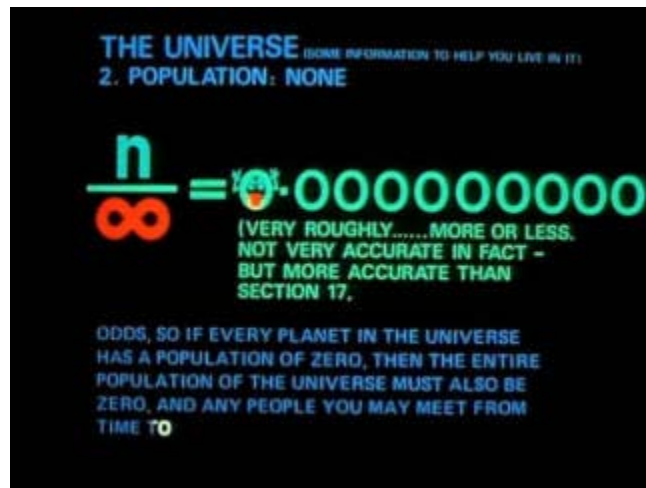 THE UNIVERSE (SOME INFORMATION TO HELP YOU LIVE IN IT)
2. POPULATION: NONE
n
∞
=0.000000000
(VERY ROUGHLY......MORE OR LESS.
NOT VERY ACCURATE IN FACT –
BUT MORE ACCURATE THAN
SECTION 17,
ODDS, SO IF EVERY PLANET IN THE UNIVERSE
HAS A POPULATION OF ZERO, THEN THE ENTIRE
POPULATION OF THE UNIVERSE MUST ALSO BE
ZERO, AND ANY PEOPLE YOU MAY MEET FROM
TIME TO